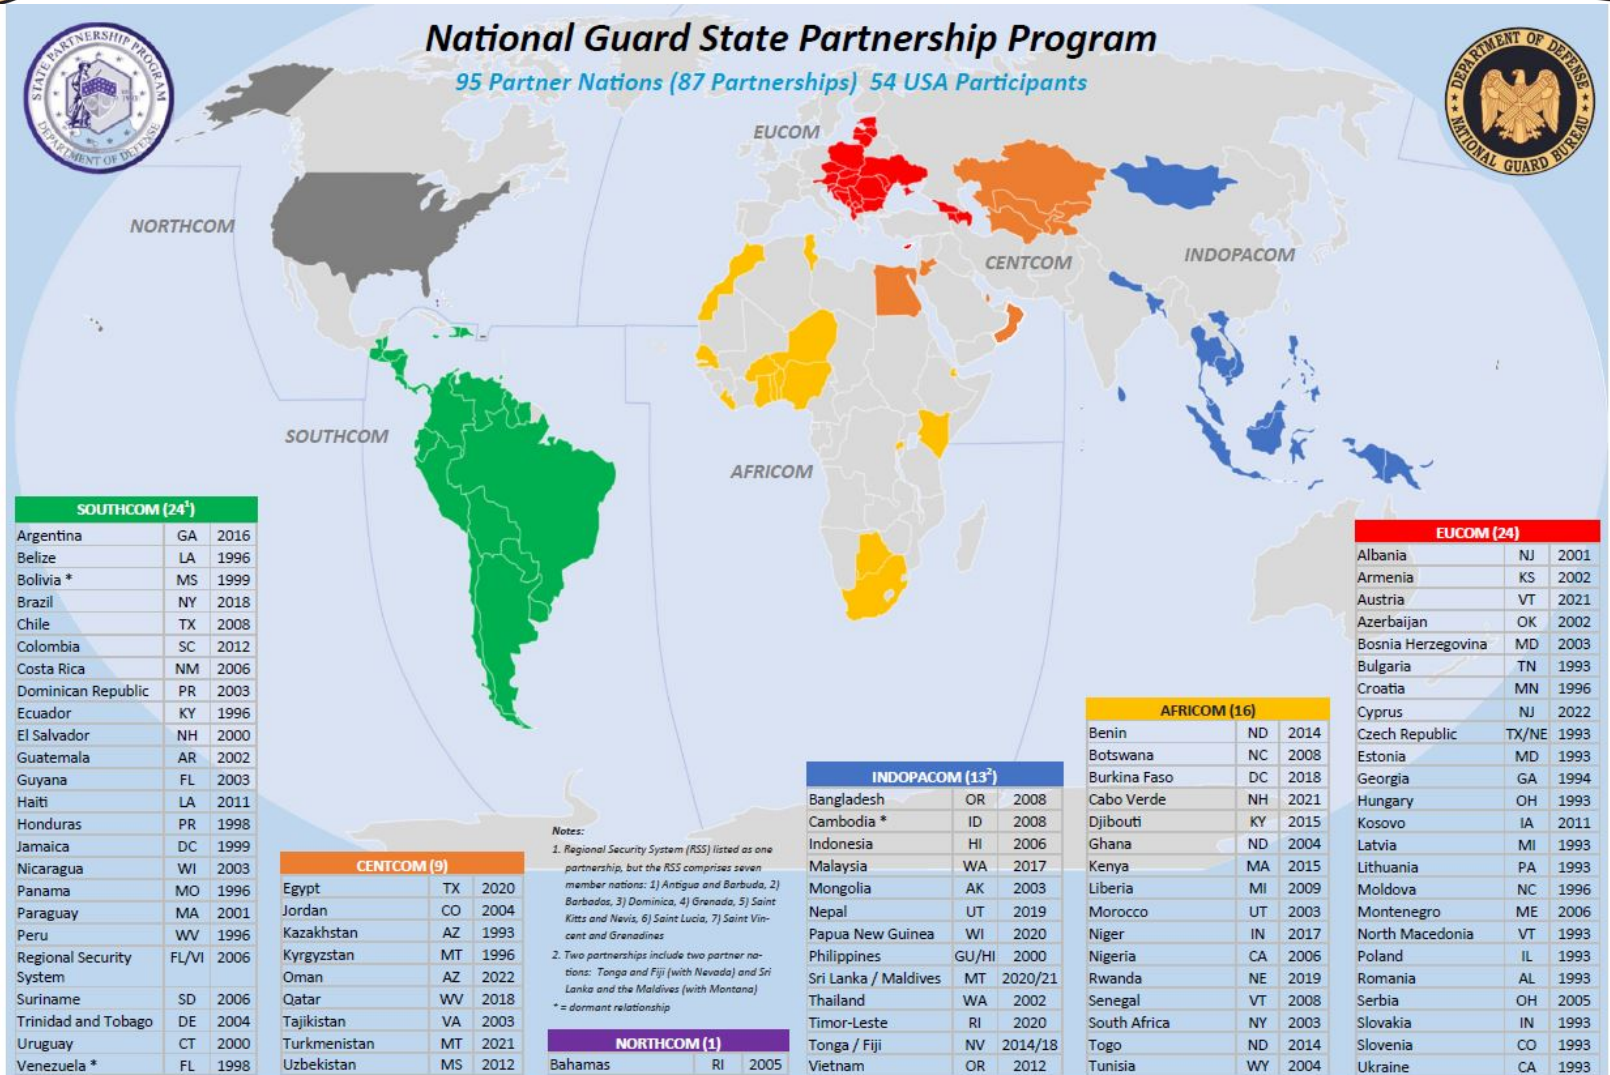 National Guard State Partnership Program
95 Partner Nations (87 Partnerships) 54 USA Participants
STATE PARTNERSHIP PROGRAM
DEPARTMENT OF DEFENSE
DEPARTMENT OF DEFENSE
NATIONAL GUARD BUREAU
EUCOM
NORTHCOM
CENTCOM
INDOPACOM
SOUTHCOM
AFRICOM
SOUTHCOM (24¹)
Argentina GA 2016
Belize LA 1996
Bolivia * MS 1999
Brazil NY 2018
Chile TX 2008
Colombia SC 2012
Costa Rica NM 2006
Dominican Republic PR 2003
Ecuador KY 1996
El Salvador NH 2000
Guatemala AR 2002
Guyana FL 2003
Haiti LA 2011
Honduras PR 1998
Jamaica DC 1999
Nicaragua WI 2003
Panama MO 1996
Paraguay MA 2001
Peru WV 1996
Regional Security FL/VI 2006
System
Suriname SD 2006
Trinidad and Tobago DE 2004
Uruguay CT 2000
Venezuela * FL 1998
CENTCOM (9)
Egypt TX 2020
Jordan CO 2004
Kazakhstan AZ 1993
Kyrgyzstan MT 1996
Oman AZ 2022
Qatar WV 2018
Tajikistan VA 2003
Turkmenistan MT 2021
Uzbekistan MS 2012
Notes:
1. Regional Security System (RSS) listed as one
partnership, but the RSS comprises seven
member nations: 1) Antigua and Barbuda, 2)
Barbados, 3) Dominica, 4) Grenada, 5) Saint
Kitts and Nevis, 6) Saint Lucia, 7) Saint Vin-
cent and Grenadines
2. Two partnerships include two partner na-
tions: Tonga and Fiji (with Nevada) and Sri
Lanka and the Maldives (with Montana)
* = dormant relationship
NORTHCOM (1)
Bahamas RI 2005
INDOPACOM (13²)
Bangladesh OR 2008
Cambodia * ID 2008
Indonesia HI 2006
Malaysia WA 2017
Mongolia AK 2003
Nepal UT 2019
Papua New Guinea WI 2020
Philippines GU/HI 2000
Sri Lanka / Maldives MT 2020/21
Thailand WA 2002
Timor-Leste RI 2020
Tonga / Fiji NV 2014/18
Vietnam OR 2012
AFRICOM (16)
Benin ND 2014
Botswana NC 2008
Burkina Faso DC 2018
Cabo Verde NH 2021
Djibouti KY 2015
Ghana ND 2004
Kenya MA 2015
Liberia MI 2009
Morocco UT 2003
Niger IN 2017
Nigeria CA 2006
Rwanda NE 2019
Senegal VT 2008
South Africa NY 2003
Togo ND 2014
Tunisia WY 2004
EUCOM (24)
Albania NJ 2001
Armenia KS 2002
Austria VT 2021
Azerbaijan OK 2002
Bosnia Herzegovina MD 2003
Bulgaria TN 1993
Croatia MN 1996
Cyprus NJ 2022
Czech Republic TX/NE 1993
Estonia MD 1993
Georgia GA 1994
Hungary OH 1993
Kosovo IA 2011
Latvia MI 1993
Lithuania PA 1993
Moldova NC 1996
Montenegro ME 2006
North Macedonia VT 1993
Poland IL 1993
Romania AL 1993
Serbia OH 2005
Slovakia IN 1993
Slovenia CO 1993
Ukraine CA 1993